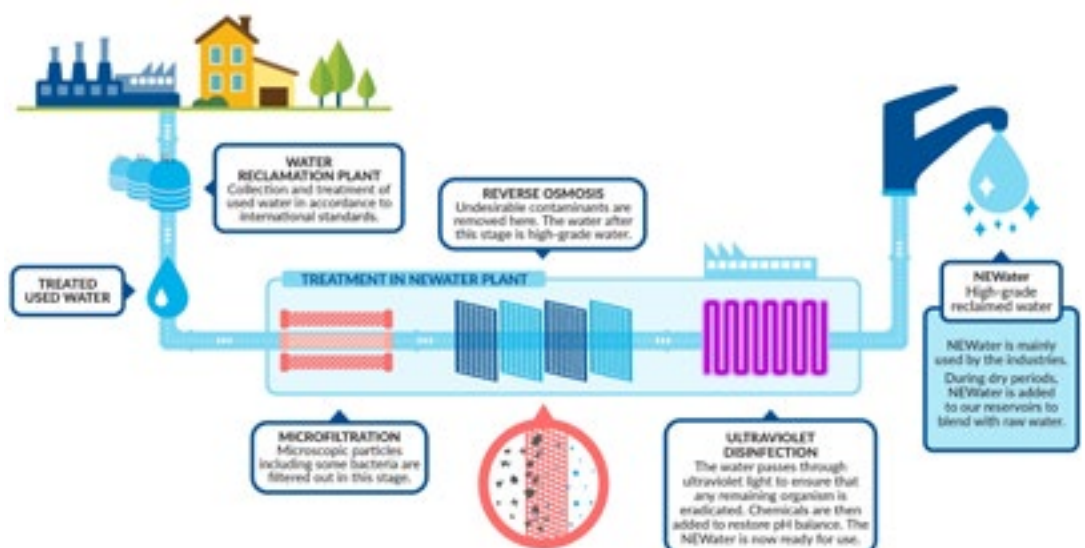 WATER
RECLAMATION PLANT
Collection and treatment of
used water in accordance to
international standards.
TREATED
USED WATER
TREATMENT IN NEWATER PLANT
MICROFILTRATION
Microscopic particles
including some bacteria are
filtered out in this stage.
REVERSE OSMOSIS
Undesirable contaminants are
removed here. The water after
this stage is high-grade water.
ULTRAVIOLET
DISINFECTION
The water passes through
ultraviolet light to ensure that
any remaining organism is
eradicated. Chemicals are then
added to restore pH balance. The
NEWater is now ready for use.
NEWater
High-grade
reclaimed water
NEWater is mainly
used by the industries.
During dry periods,
NEWater is added
to our reservoirs to
blend with raw water.